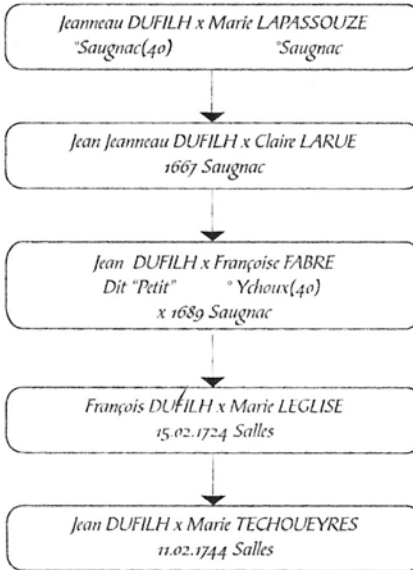 Jeanneau DUFILH x Marie LAPASSOUZE
°Saugnac(40) °Saugnac
Jean Jeanneau DUFILH x Claire LARUE
1667 Saugnac
Jean DUFILH x Françoise FABRE
Dit "Petit" ° Ychoux(40)
x 1689 Saugnac
François DUFILH x Marie LEGLISE
15.02.1724 Salles
Jean DUFILH x Marie TECHOUEYRES
11.02.1744 Salles